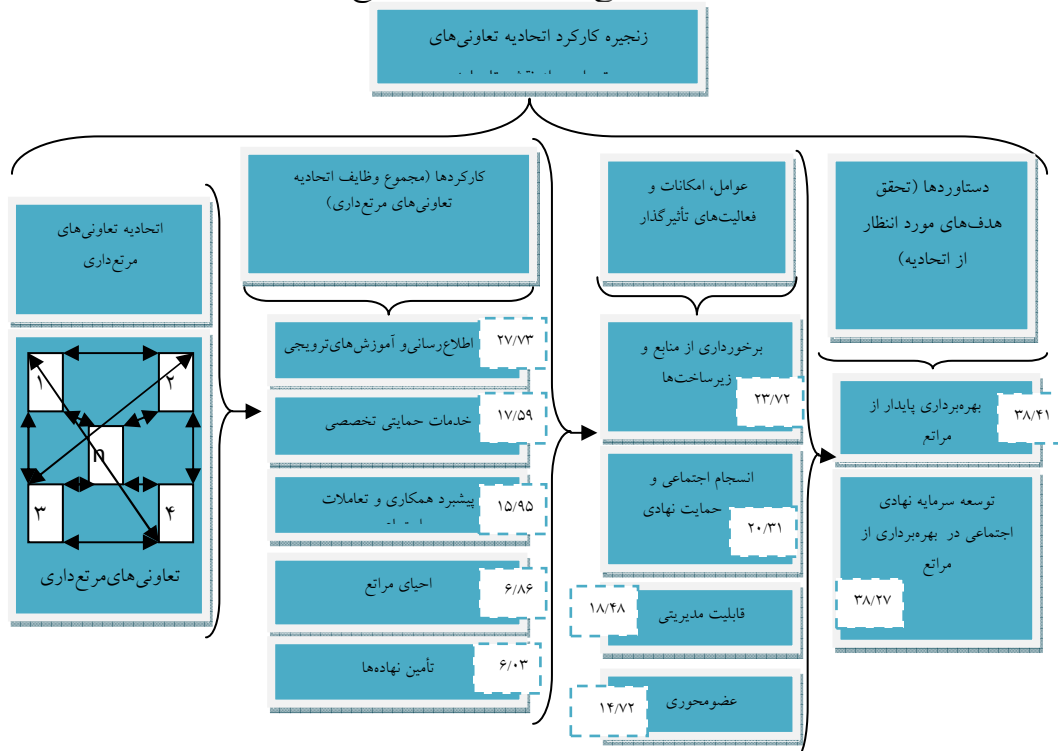 زنجیره کارکرد اتحادیه تعاونی‌های
اتحادیه تعاونی‌های
مرتع‌داری
۱
۲
n
۳
۴
تعاونی‌های‌مرتع‌داری
کارکردها (مجموع وظایف اتحادیه
تعاونی‌های مرتع‌داری)
اطلاع‌رسانی‌و آموزش‌های‌ترویجی
۲۷/۷۳
خدمات حمایتی تخصصی
۱۷/۵۹
پیشبرد همکاری و تعاملات
۱۵/۹۵
احیای مراتع
۶/۸۶
تأمین نهاده‌ها
۶/۰۳
عوامل، امکانات و
فعالیت‌های تأثیرگذار
برخورداری از منابع و
زیرساخت‌ها
۲۳/۷۲
انسجام اجتماعی و
حمایت نهادی
۲۰/۳۱
قابلیت مدیریتی
۱۸/۴۸
عضومحوری
۱۴/۷۲
دستاوردها (تحقق
هدف‌های مورد انتظار
از اتحادیه)
بهره‌برداری پایدار از
مراتع
۳۸/۴۱
توسعه سرمایه نهادی
اجتماعی در بهره‌برداری از
مراتع
۳۸/۲۷